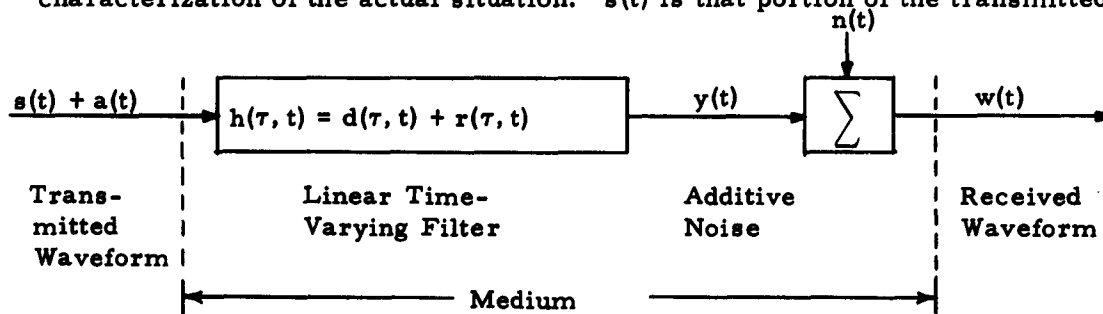 characterization of the actual situation. s(t) is that portion of the transmitted
n(t)
s(t) + a(t)
h(τ, t) = d(τ, t) + r(τ, t)
y(t)
∑
w(t)
Trans-
mitted
Waveform
Linear Time-
Varying Filter
Additive
Noise
Received
Waveform
Medium